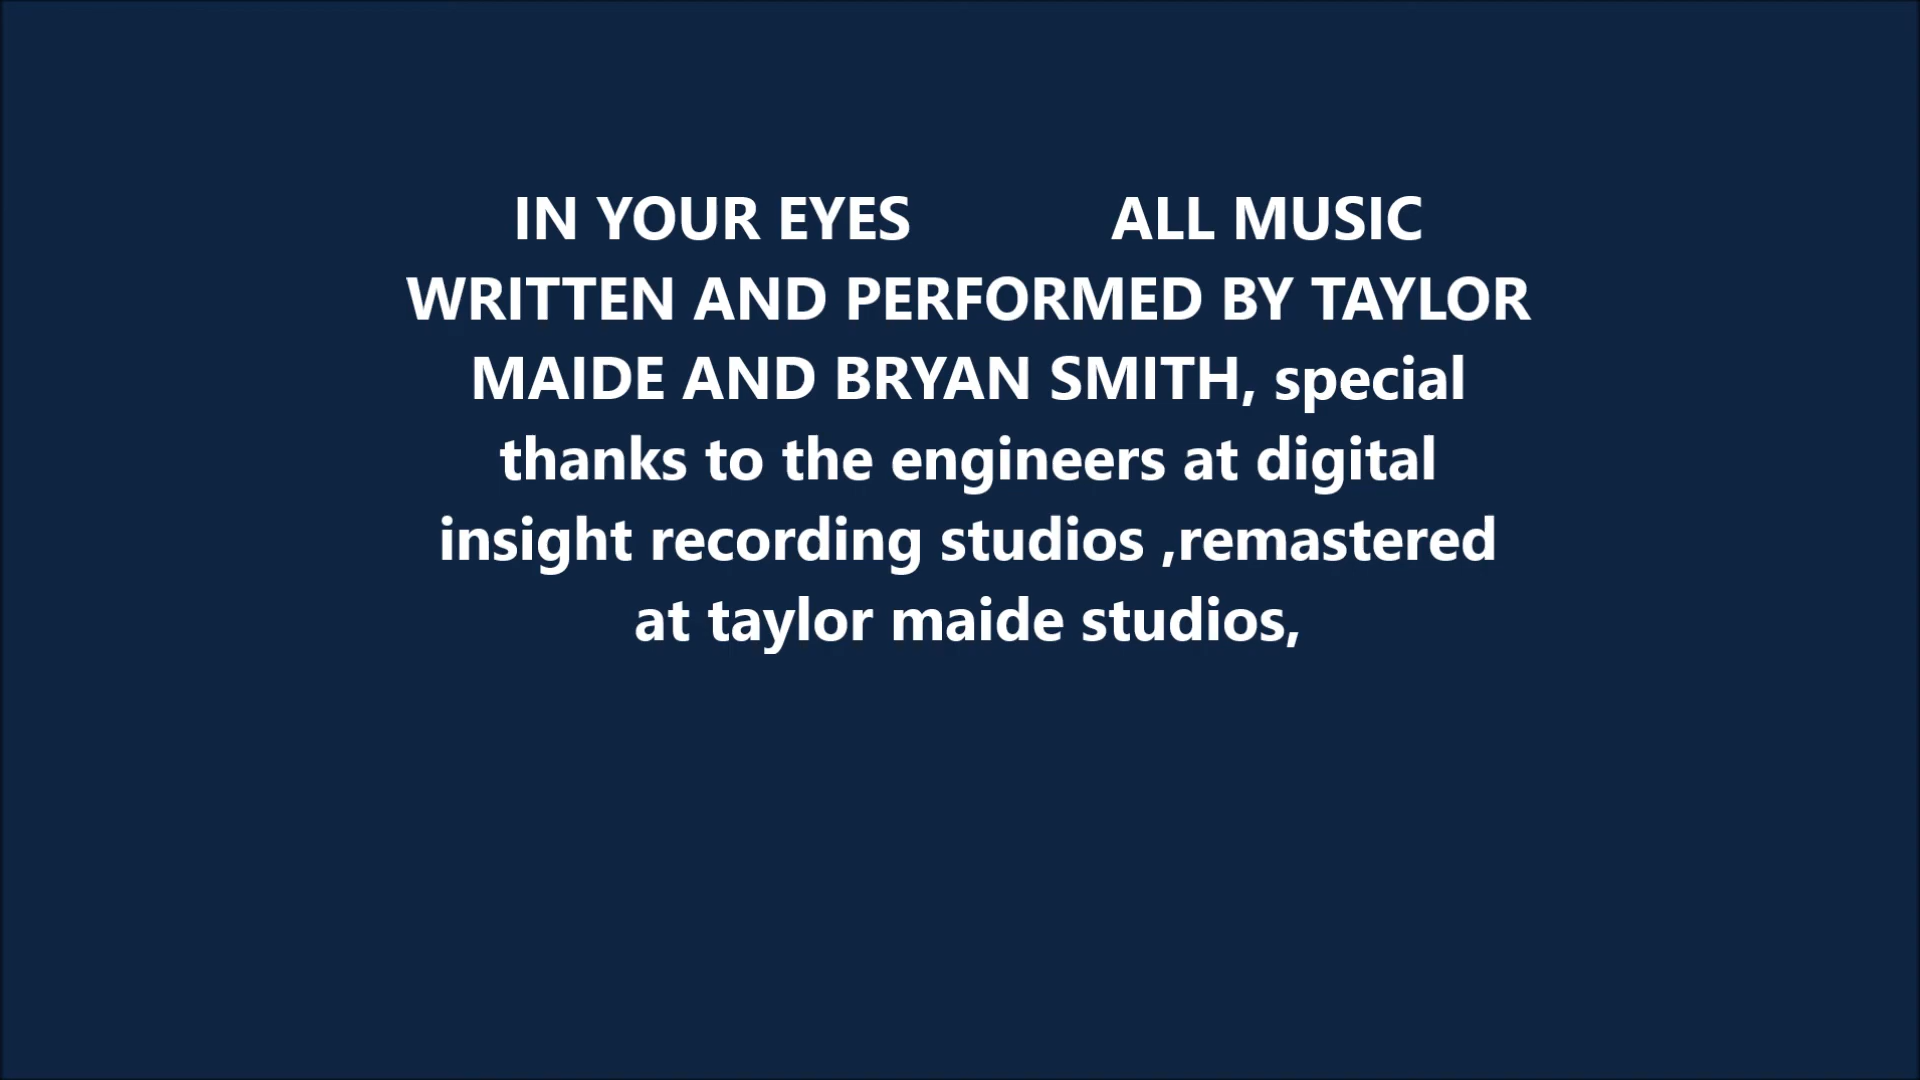 IN YOUR EYES ALL MUSIC
WRITTEN AND PERFORMED BY TAYLOR
MAIDE AND BRYAN SMITH, special
thanks to the engineers at digital
insight recording studios ,remastered
at taylor maide studios,